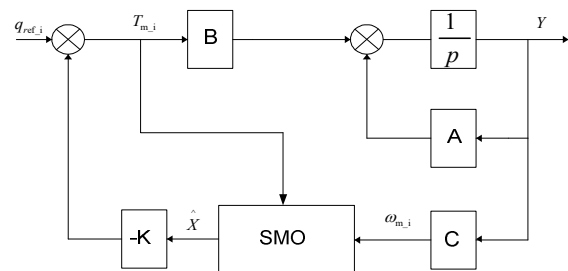 q_ref_i
T_m_i
B
1/p
Y
A
-K
X̂
SMO
ω_m_i
C